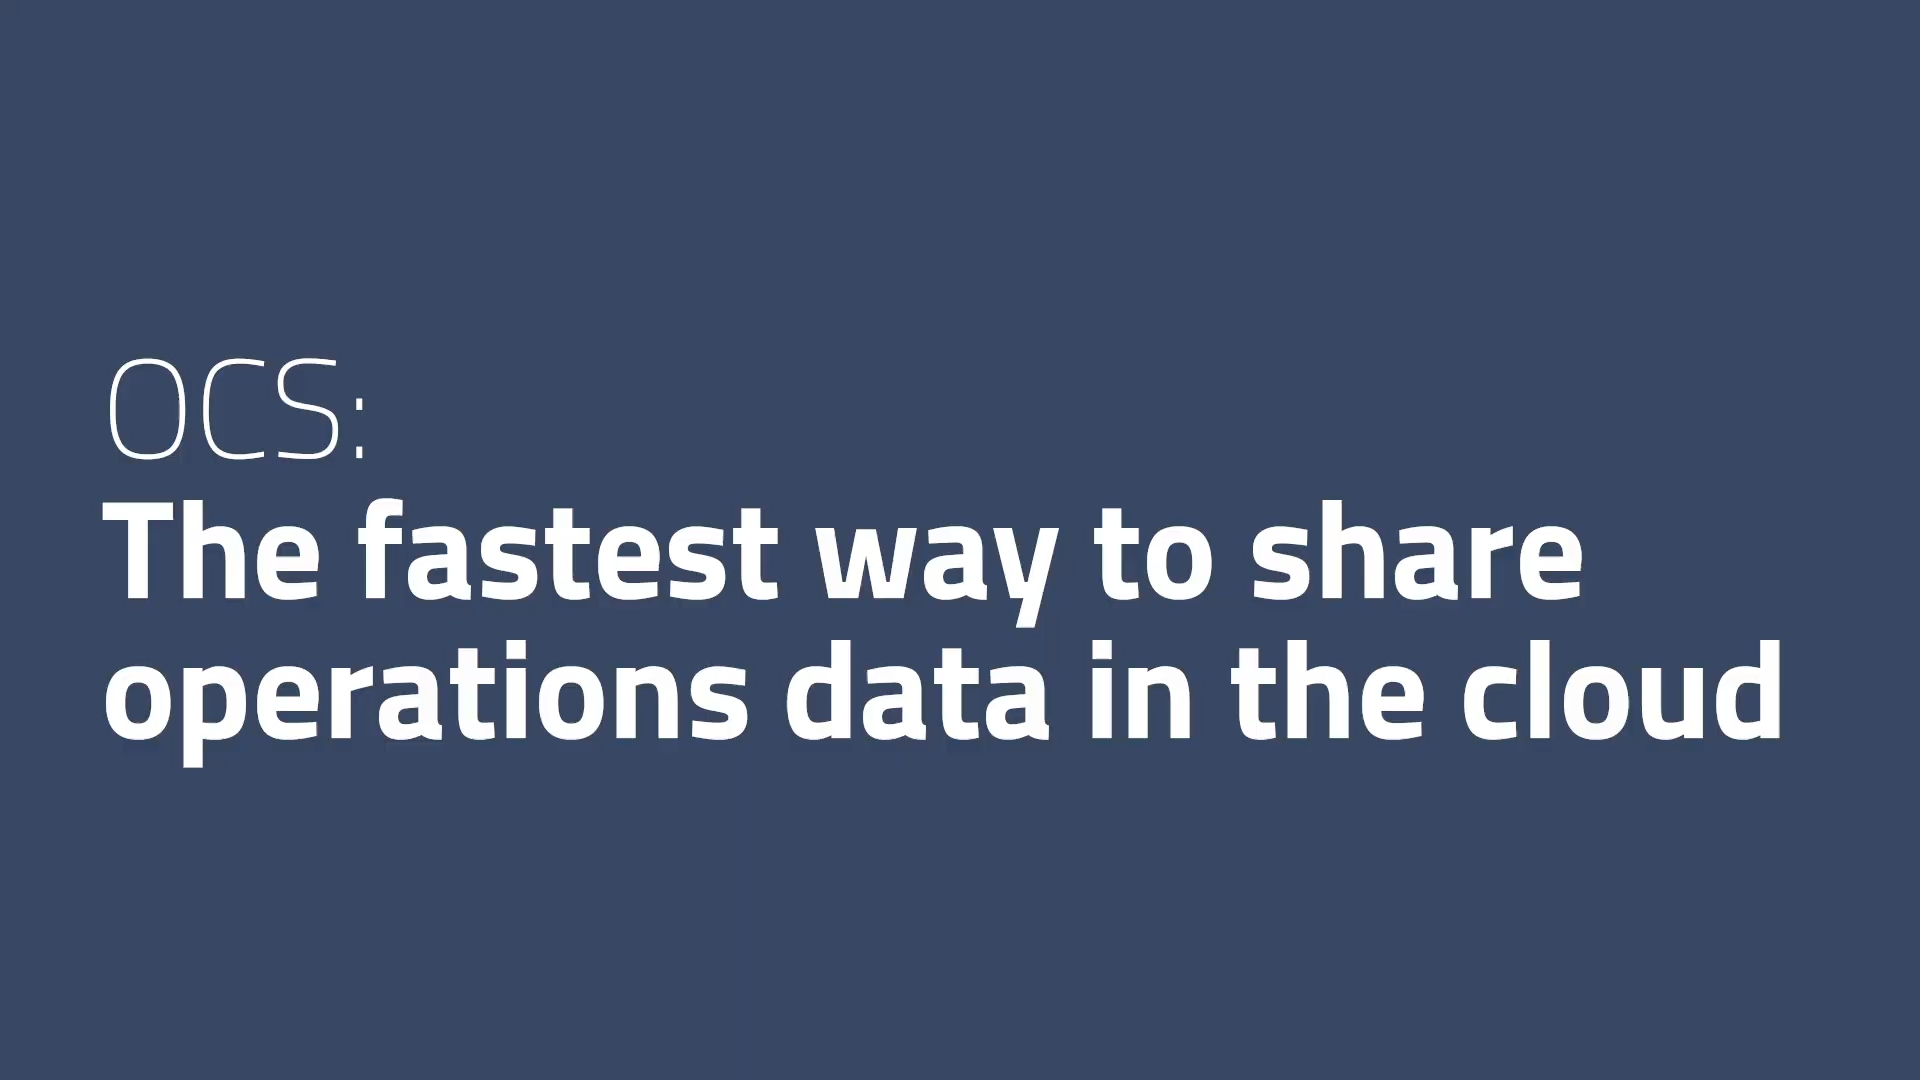 OCS:
The fastest way to share
operations data in the cloud